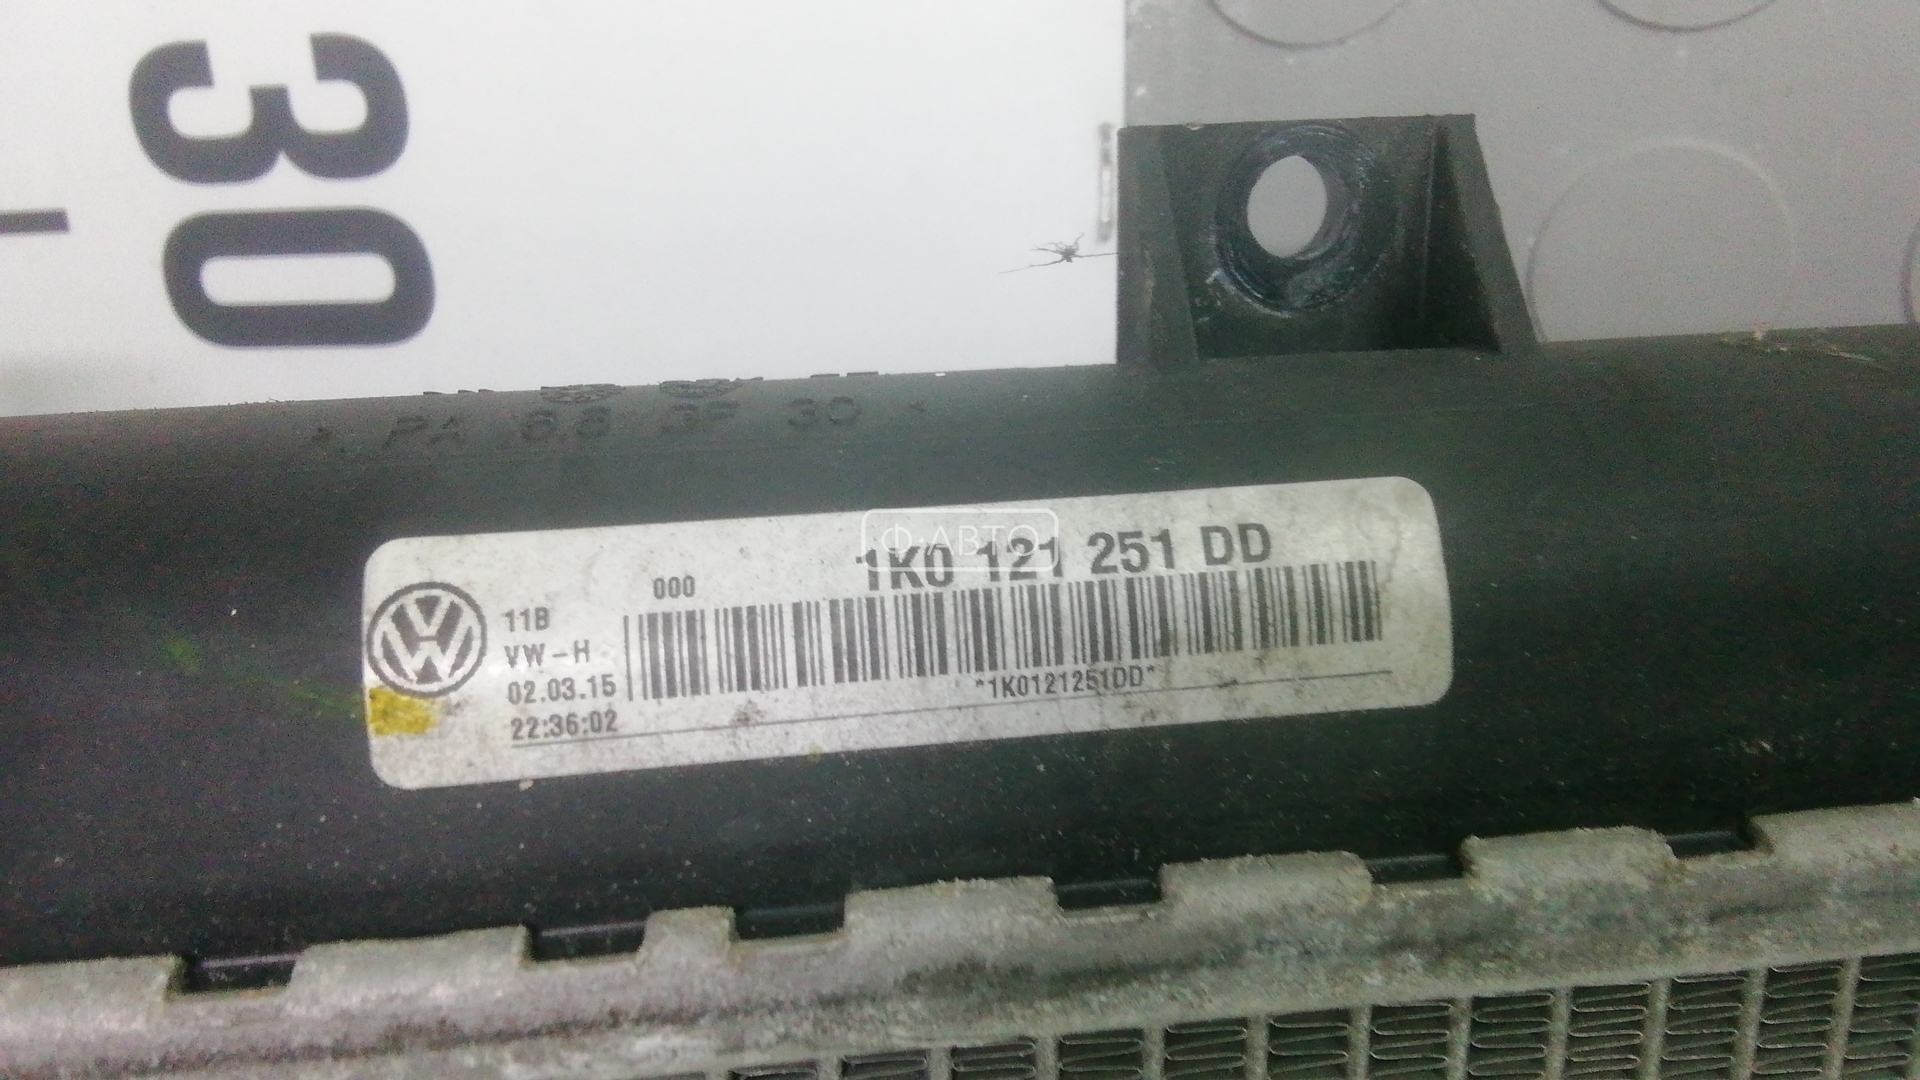 30
PA 6.6 GF 30
000
1K0 121 251 DD
Ф·АВТО
11B
VW-H
02.03.15
22:36:02
*1K0121251DD*